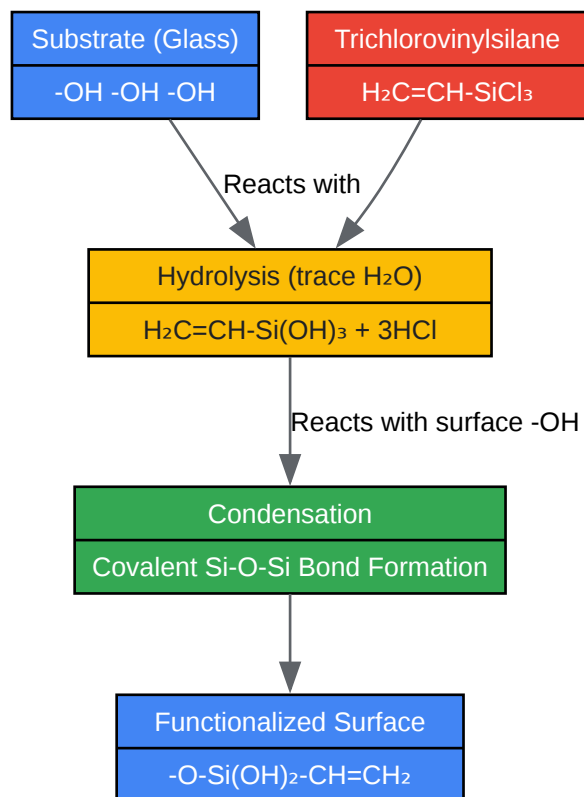 Substrate (Glass)
-OH -OH -OH
Trichlorovinylsilane
H₂C=CH-SiCl₃
Reacts with
Hydrolysis (trace H₂O)
H₂C=CH-Si(OH)₃ + 3HCl
Reacts with surface -OH
Condensation
Covalent Si-O-Si Bond Formation
Functionalized Surface
-O-Si(OH)₂-CH=CH₂